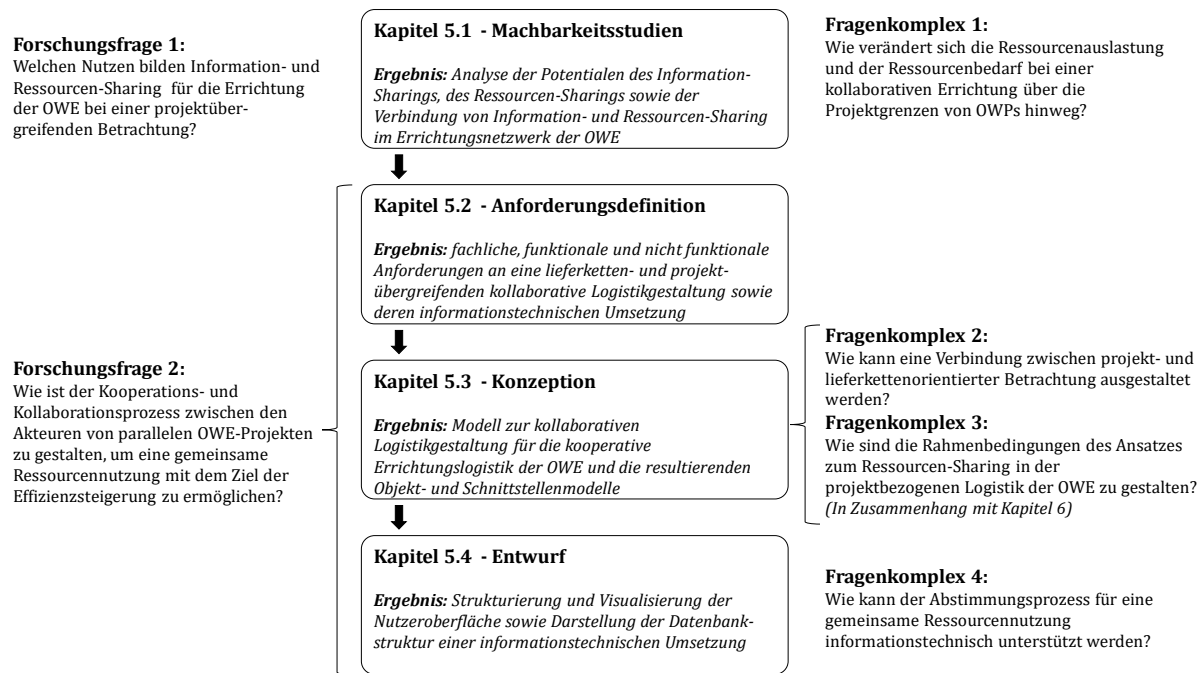 Forschungsfrage 1:
Welchen Nutzen bilden Information- und
Ressourcen-Sharing für die Errichtung
der OWE bei einer projektüber-
greifenden Betrachtung?
Kapitel 5.1 - Machbarkeitsstudien
Ergebnis: Analyse der Potentialen des Information-
Sharings, des Ressourcen-Sharings sowie der
Verbindung von Information- und Ressourcen-Sharing
im Errichtungsnetzwerk der OWE
Fragenkomplex 1:
Wie verändert sich die Ressourcenauslastung
und der Ressourcenbedarf bei einer
kollaborativen Errichtung über die
Projektgrenzen von OWPs hinweg?
Kapitel 5.2 - Anforderungsdefinition
Ergebnis: fachliche, funktionale und nicht funktionale
Anforderungen an eine lieferketten- und projekt-
übergreifenden kollaborative Logistikgestaltung sowie
deren informationstechnischen Umsetzung
Forschungsfrage 2:
Wie ist der Kooperations- und
Kollaborationsprozess zwischen den
Akteuren von parallelen OWE-Projekten
zu gestalten, um eine gemeinsame
Ressourcennutzung mit dem Ziel der
Effizienzsteigerung zu ermöglichen?
Kapitel 5.3 - Konzeption
Ergebnis: Modell zur kollaborativen
Logistikgestaltung für die kooperative
Errichtungslogistik der OWE und die resultierenden
Objekt- und Schnittstellenmodelle
Fragenkomplex 2:
Wie kann eine Verbindung zwischen projekt- und
lieferkettenorientierter Betrachtung ausgestaltet
werden?
Fragenkomplex 3:
Wie sind die Rahmenbedingungen des Ansatzes
zum Ressourcen-Sharing in der
projektbezogenen Logistik der OWE zu gestalten?
(In Zusammenhang mit Kapitel 6)
Kapitel 5.4 - Entwurf
Ergebnis: Strukturierung und Visualisierung der
Nutzeroberfläche sowie Darstellung der Datenbank-
struktur einer informationstechnischen Umsetzung
Fragenkomplex 4:
Wie kann der Abstimmungsprozess für eine
gemeinsame Ressourcennutzung
informationstechnisch unterstützt werden?